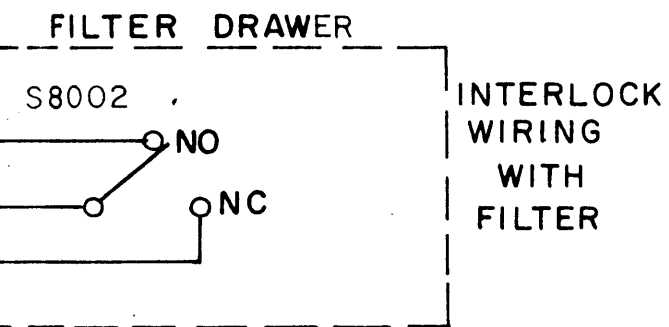 FILTER DRAWER
S8002
NO
NC
INTERLOCK
WIRING
WITH
FILTER